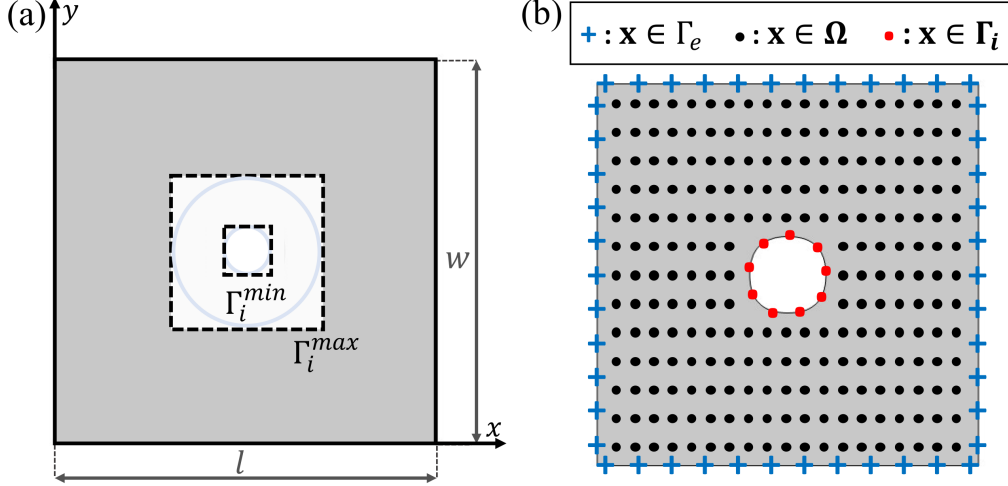 (a)
y
w
Γ_i^{min}
Γ_i^{max}
x
l
(b)
+ : x ∈ Γ_e ● : x ∈ Ω ● : x ∈ Γ_i